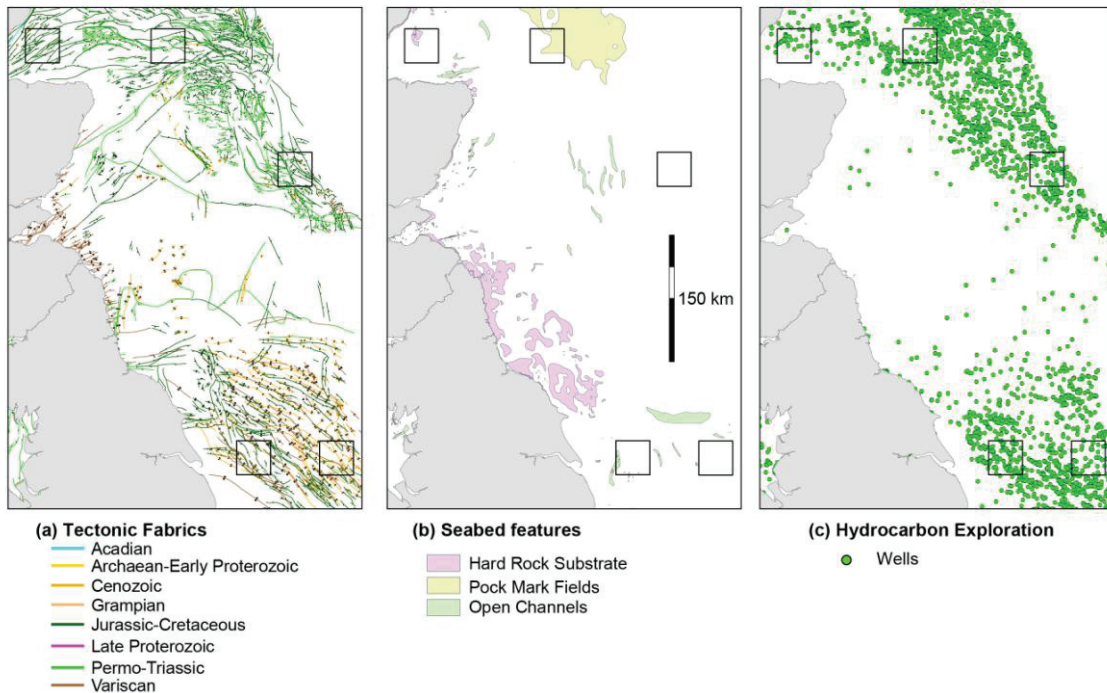 150 km
(a) Tectonic Fabrics
Acadian
Archaean-Early Proterozoic
Cenozoic
Grampian
Jurassic-Cretaceous
Late Proterozoic
Permo-Triassic
Variscan
(b) Seabed features
Hard Rock Substrate
Pock Mark Fields
Open Channels
(c) Hydrocarbon Exploration
Wells